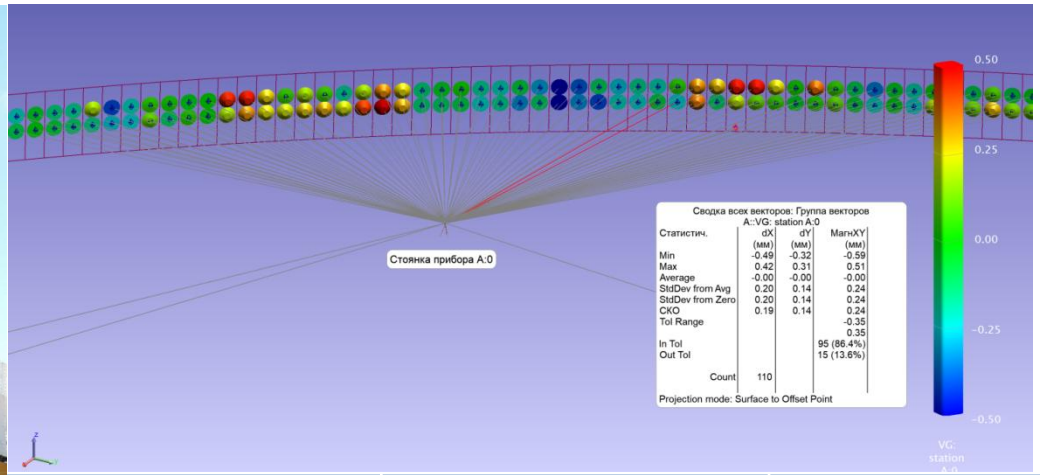 0.50
0.25
0.00
-0.25
-0.50
VG:
station
A:0
Стоянка прибора A:0
Сводка всех векторов: Группа векторов
A::VG: station A:0
Статистич. dX dY МагнXY
(мм) (мм) (мм)
Min -0.49 -0.32 -0.59
Max 0.42 0.31 0.51
Average -0.00 -0.00 -0.00
StdDev from Avg 0.20 0.14 0.24
StdDev from Zero 0.20 0.14 0.24
СКО 0.19 0.14 0.24
Tol Range -0.35
0.35
In Tol 95 (86.4%)
Out Tol 15 (13.6%)
Count 110
Projection mode: Surface to Offset Point
z